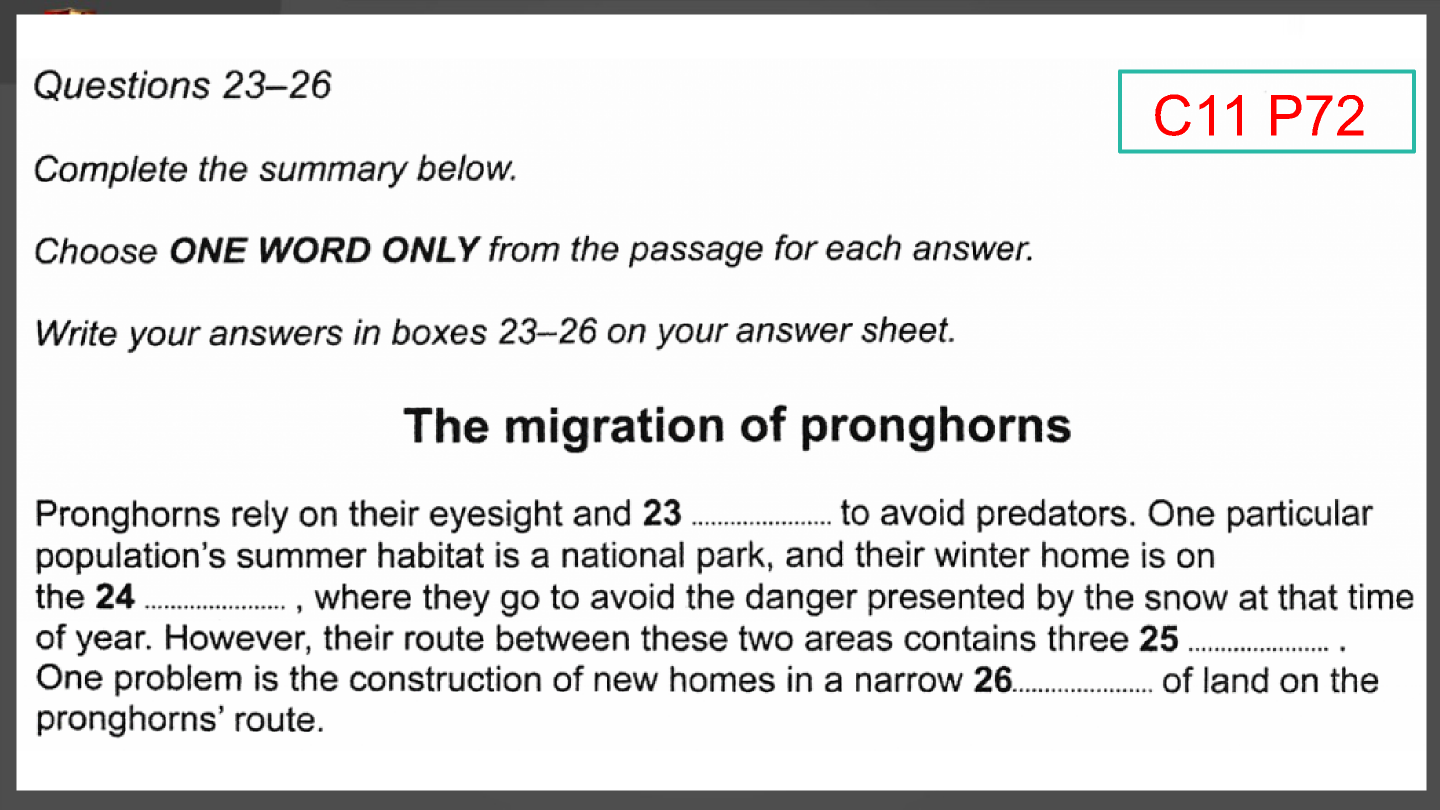 Questions 23–26
C11 P72
Complete the summary below.
Choose ONE WORD ONLY from the passage for each answer.
Write your answers in boxes 23–26 on your answer sheet.
The migration of pronghorns
Pronghorns rely on their eyesight and 23 ...................... to avoid predators. One particular
population's summer habitat is a national park, and their winter home is on
the 24 ...................... , where they go to avoid the danger presented by the snow at that time
of year. However, their route between these two areas contains three 25 ...................... .
One problem is the construction of new homes in a narrow 26...................... of land on the
pronghorns' route.